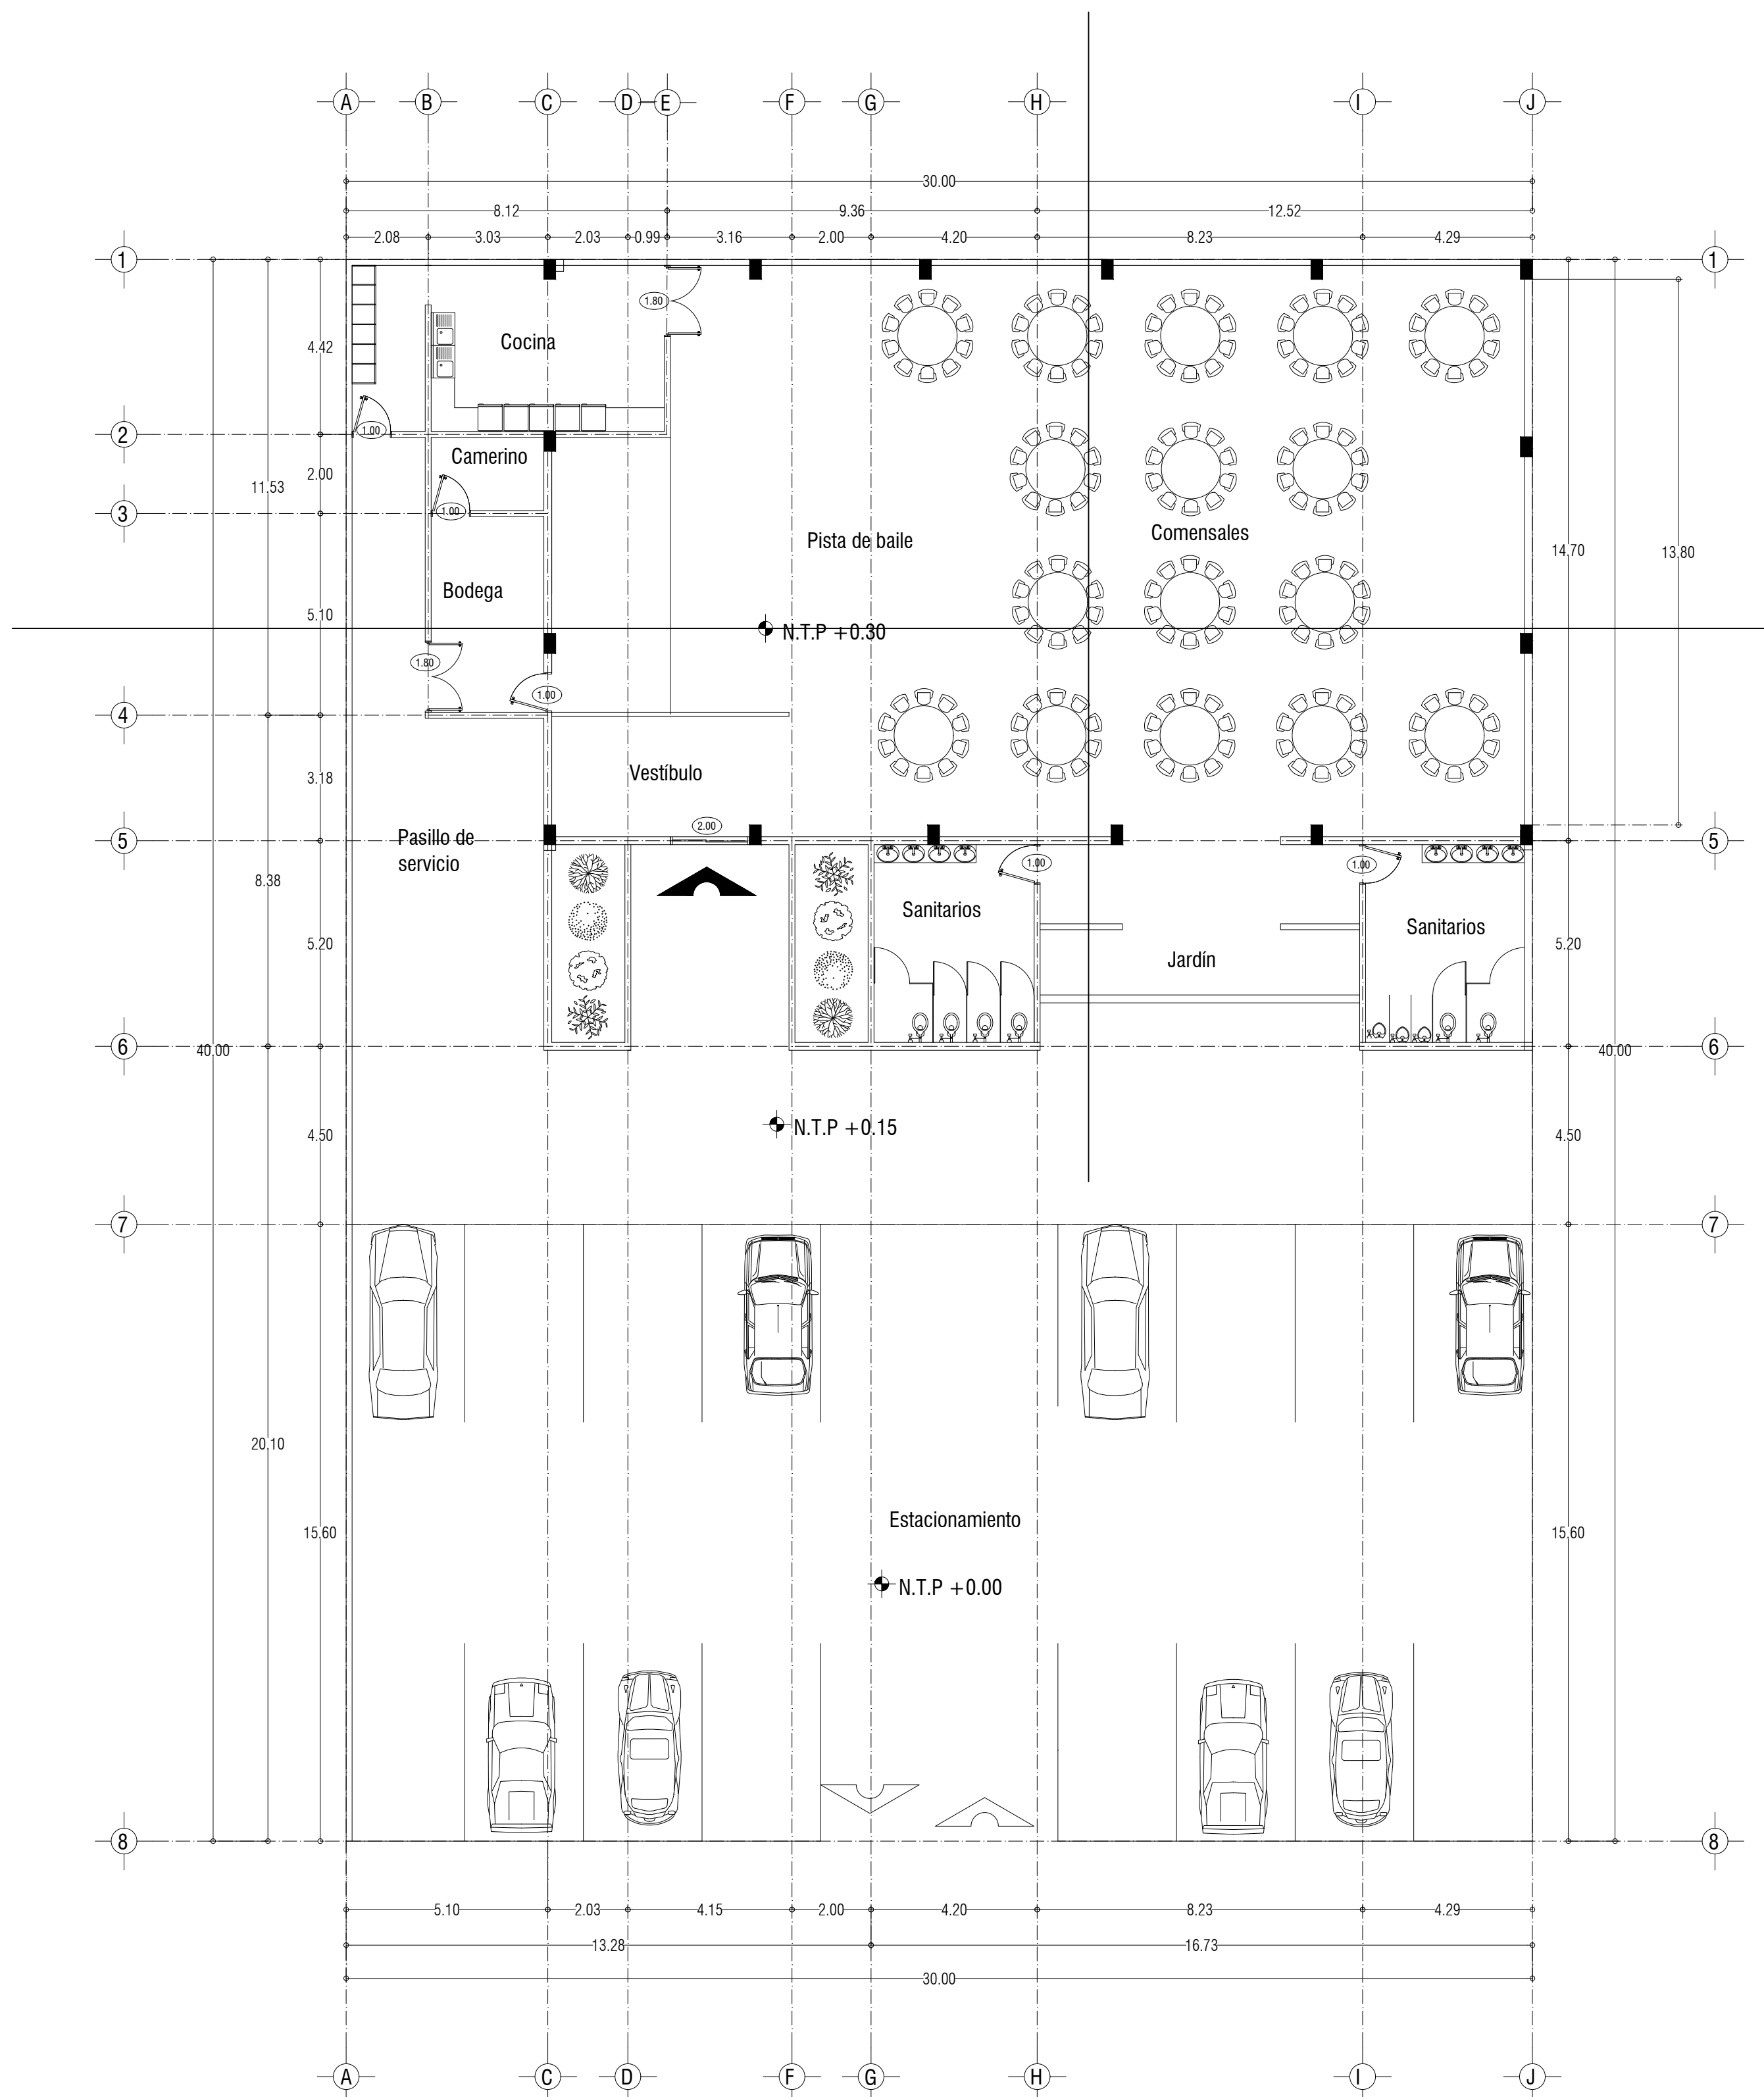 A B C D E F G H I J
30.00
8.12 9.36 12.52
2.08 3.03 2.03 0.99 3.16 2.00 4.20 8.23 4.29
1 1
1.80
Cocina
4.42
1.00
2 2
Camerino
2.00
11.53
1.00
3
Pista de baile
Comensales
14.70
13.80
Bodega
5.10
N.T.P +0.30
1.80
1.00
4
Vestíbulo
3.18
2.00
5 5
Pasillo de
servicio
1.00
1.00
8.38
Sanitarios
Sanitarios
5.20
5.20
Jardín
6 6
40.00
40.00
N.T.P +0.15
4.50
4.50
7 7
20.10
Estacionamiento
15.60
15.60
N.T.P +0.00
8 8
5.10 2.03 4.15 2.00 4.20 8.23 4.29
13.28 16.73
30.00
A C D F G H I J